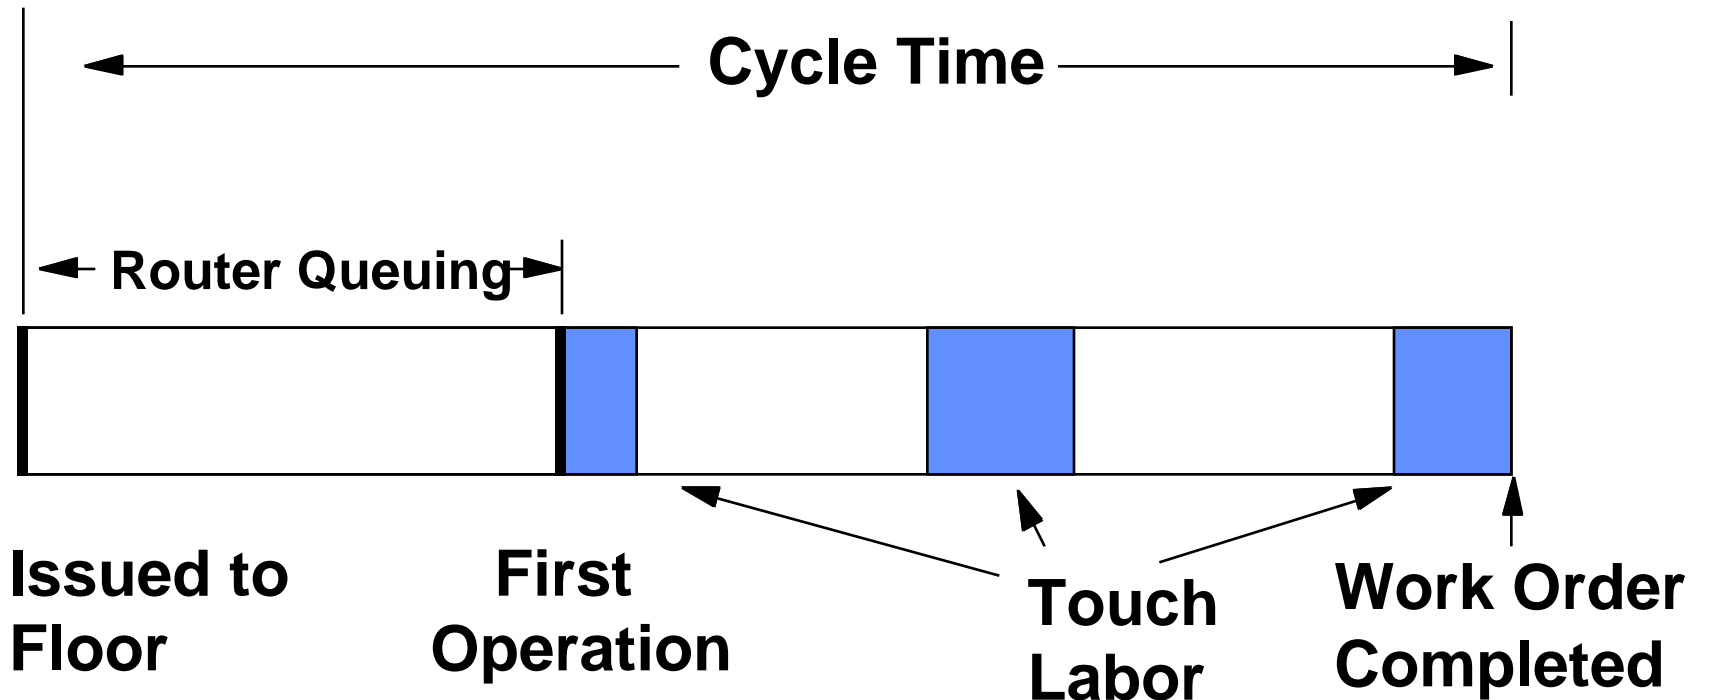 Cycle Time
Router Queuing
Issued to
Floor
First
Operation
Touch
Labor
Work Order
Completed